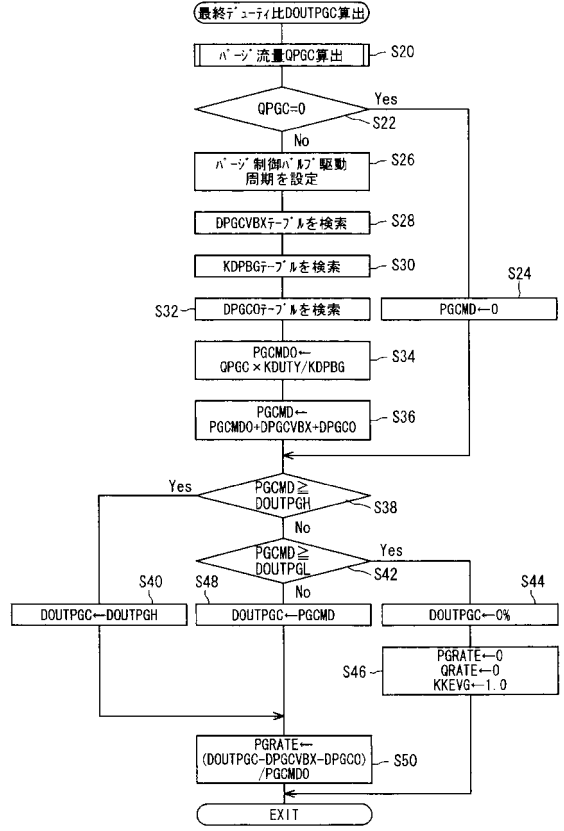 最終ﾃﾞｭｰﾃｨ比DOUTPGC算出
ﾊﾟｰｼﾞ流量QPGC算出
S20
QPGC=0
Yes
S22
No
ﾊﾟｰｼﾞ制御ﾊﾞﾙﾌﾞ駆動
周期を設定
S26
DPGCVBXﾃｰﾌﾞﾙを検索
S28
KDPBGﾃｰﾌﾞﾙを検索
S30
S24
S32
DPGC0ﾃｰﾌﾞﾙを検索
PGCMD←0
PGCMD0←
QPGC×KDUTY/KDPBG
S34
PGCMD←
PGCMD0+DPGCVBX+DPGC0
S36
Yes
PGCMD≧
DOUTPGH
S38
No
PGCMD≧
DOUTPGL
Yes
S42
S40
S48
No
S44
DOUTPGC←DOUTPGH
DOUTPGC←PGCMD
DOUTPGC←0%
S46
PGRATE←0
QRATE←0
KKEVG←1.0
PGRATE←
(DOUTPGC-DPGCVBX-DPGC0)
/PGCMD0
S50
EXIT